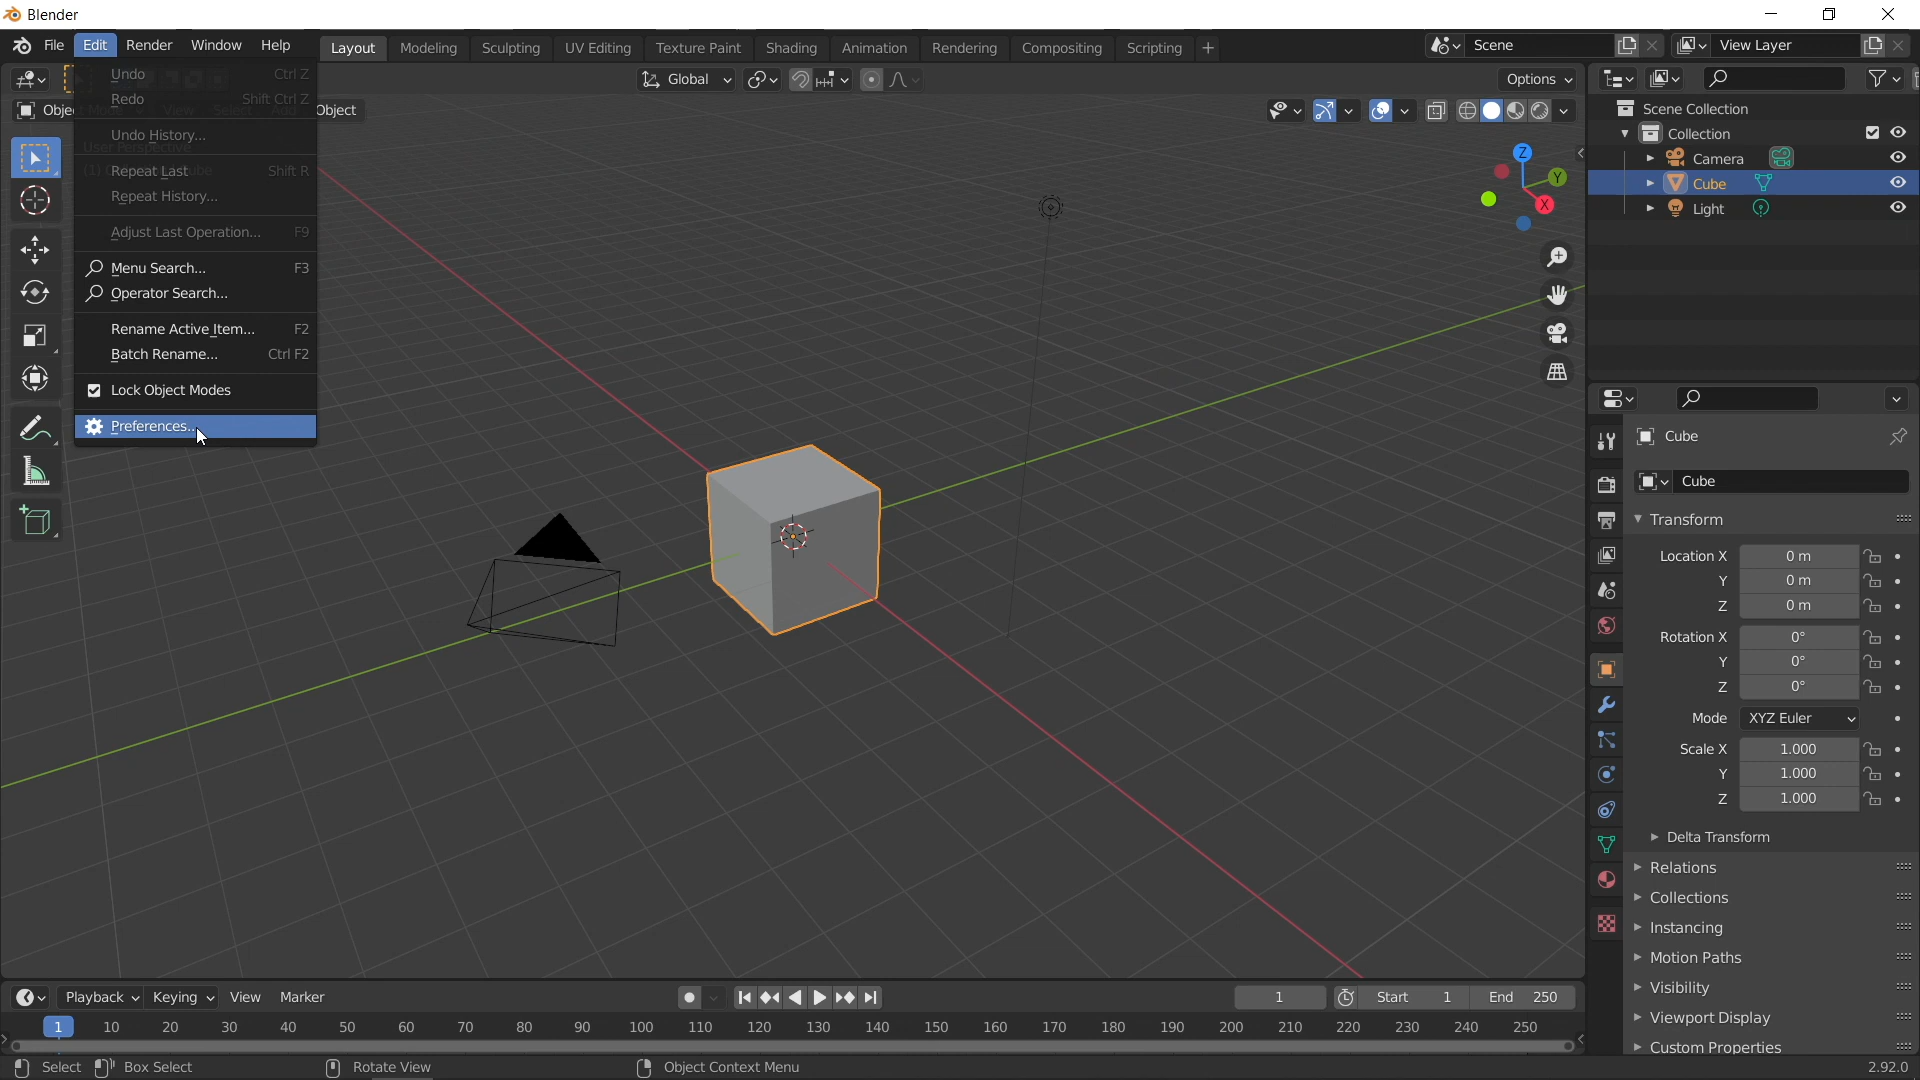 Blender
File Edit Render Window Help Layout Modeling Sculpting UV Editing Texture Paint Shading Animation Rendering Compositing Scripting + Scene View Layer
Global Options
Object
Undo Ctrl Z
Redo Shift Ctrl Z
Undo History...
Repeat Last Shift R
Repeat History...
Adjust Last Operation... F9
Menu Search... F3
Operator Search...
Rename Active Item... F2
Batch Rename... Ctrl F2
Lock Object Modes
Preferences...
Z
Y
X
Scene Collection
Collection
Camera
Cube
Light
Cube
Cube
Transform
Location X 0 m
Y 0 m
Z 0 m
Rotation X 0°
Y 0°
Z 0°
Mode XYZ Euler
Scale X 1.000
Y 1.000
Z 1.000
Delta Transform
Relations
Collections
Instancing
Motion Paths
Visibility
Viewport Display
Custom Properties
Playback Keying View Marker 1 Start 1 End 250
1 10 20 30 40 50 60 70 80 90 100 110 120 130 140 150 160 170 180 190 200 210 220 230 240 250
Select Box Select Rotate View Object Context Menu 2.92.0